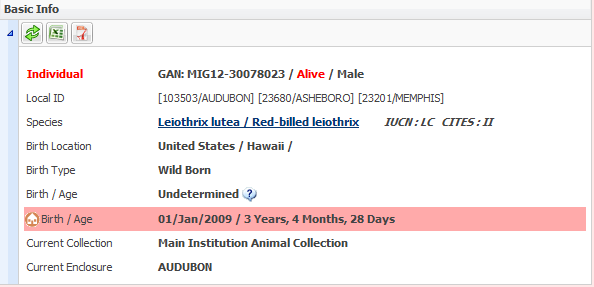 Basic Info
Individual GAN: MIG12-30078023 / Alive / Male
Local ID [103503/AUDUBON] [23680/ASHEBORO] [23201/MEMPHIS]
Species Leiothrix lutea / Red-billed leiothrix IUCN:LC CITES:II
Birth Location United States / Hawaii /
Birth Type Wild Born
Birth / Age Undetermined ?
Birth / Age 01/Jan/2009 / 3 Years, 4 Months, 28 Days
Current Collection Main Institution Animal Collection
Current Enclosure AUDUBON